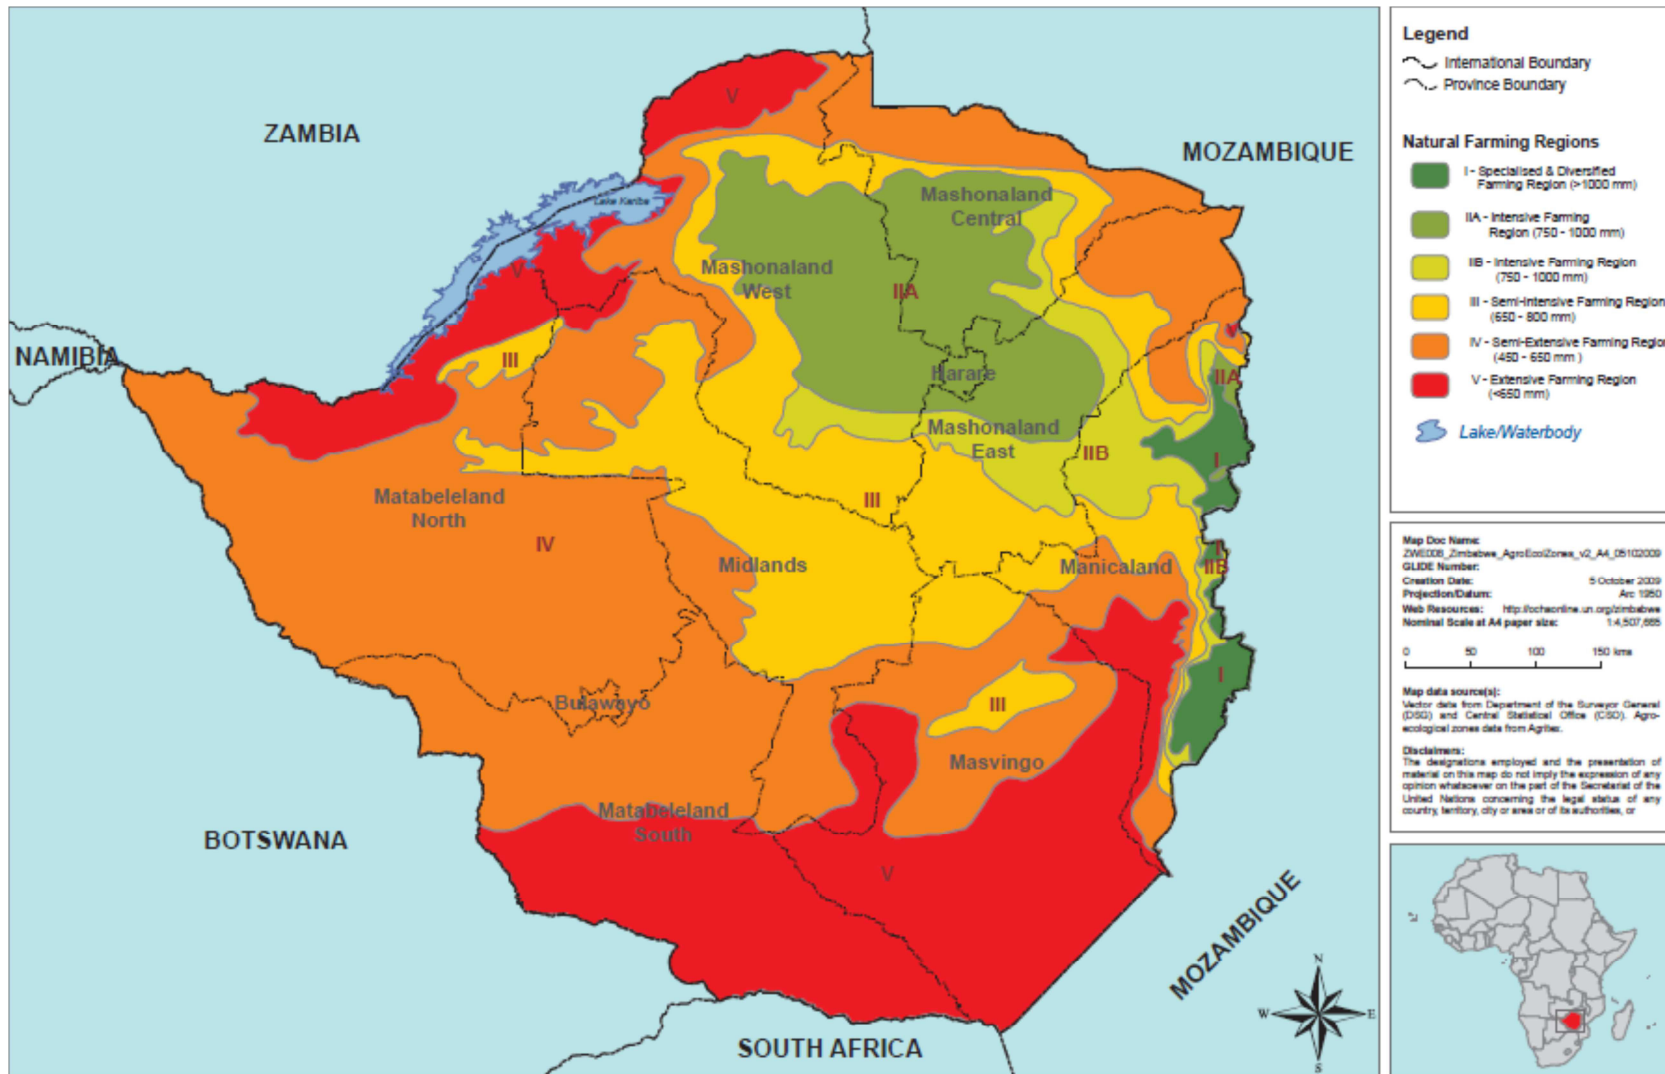 ZAMBIA
MOZAMBIQUE
NAMIBIA
BOTSWANA
SOUTH AFRICA
MOZAMBIQUE
Lake Kariba
Mashonaland
Central
Mashonaland
West
Harare
Mashonaland
East
Matabeleland
North
Midlands
Manicaland
Bulawayo
Masvingo
Matabeleland
South
V
V
IIA
III
V
IIA
IIB
I
III
IV
I
IIB
I
III
V
N
W
E
S
Legend
International Boundary
Province Boundary
Natural Farming Regions
I - Specialised & Diversified
Farming Region (>1000 mm)
IIA - Intensive Farming
Region (750 - 1000 mm)
IIB - Intensive Farming Region
(750 - 1000 mm)
III - Semi-Intensive Farming Region
(650 - 800 mm)
IV - Semi-Extensive Farming Region
(450 - 650 mm )
V - Extensive Farming Region
(<650 mm)
Lake/Waterbody
Map Doc Name:
ZWE006_Zimbabwe_AgroEcolZones_v2_A4_05102009
GLIDE Number:
Creation Date: 5 October 2009
Projection/Datum: Arc 1950
Web Resources: http://ochaonline.un.org/zimbabwe
Nominal Scale at A4 paper size: 1:4,507,665
0 50 100 150 kms
Map data source(s):
Vector data from Department of the Surveyor General
(DSG) and Central Statistical Office (CSO). Agro-
ecological zones data from Agritex.
Disclaimers:
The designations employed and the presentation of
material on this map do not imply the expression of any
opinion whatsoever on the part of the Secretariat of the
United Nations concerning the legal status of any
country, territory, city or area or of its authorities, or